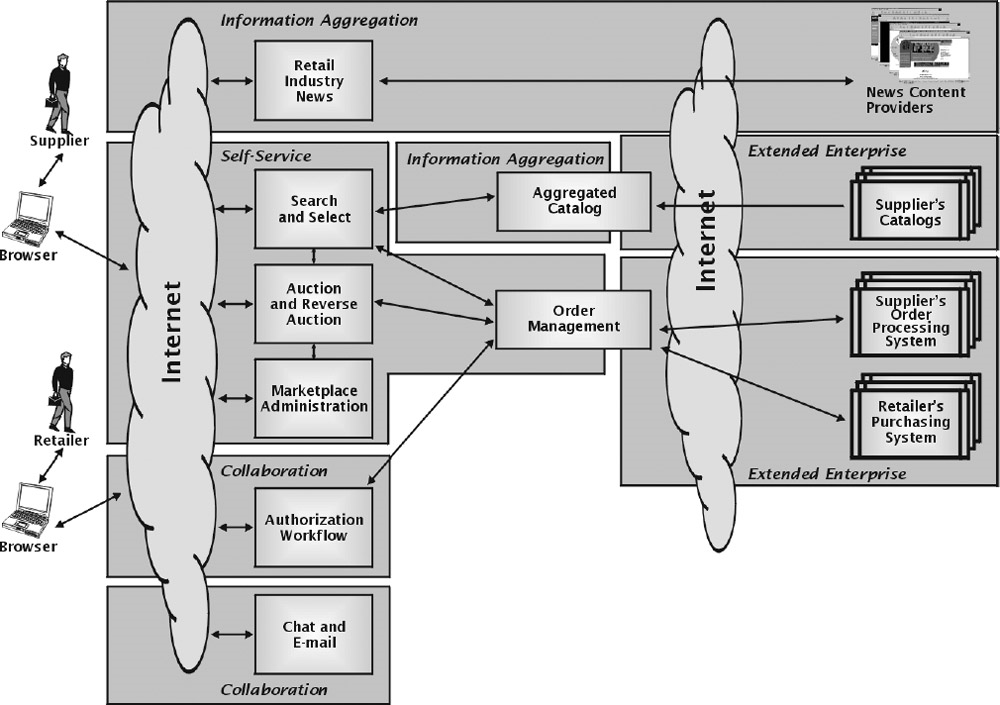 Information Aggregation
Retail
Industry
News
News Content
Providers
Supplier
Browser
Self-Service
Search
and Select
Information Aggregation
Aggregated
Catalog
Extended Enterprise
Supplier's
Catalogs
Internet
Internet
Auction
and Reverse
Auction
Order
Management
Supplier's
Order
Processing
System
Marketplace
Administration
Retailer's
Purchasing
System
Extended Enterprise
Retailer
Browser
Collaboration
Authorization
Workflow
Chat and
E-mail
Collaboration